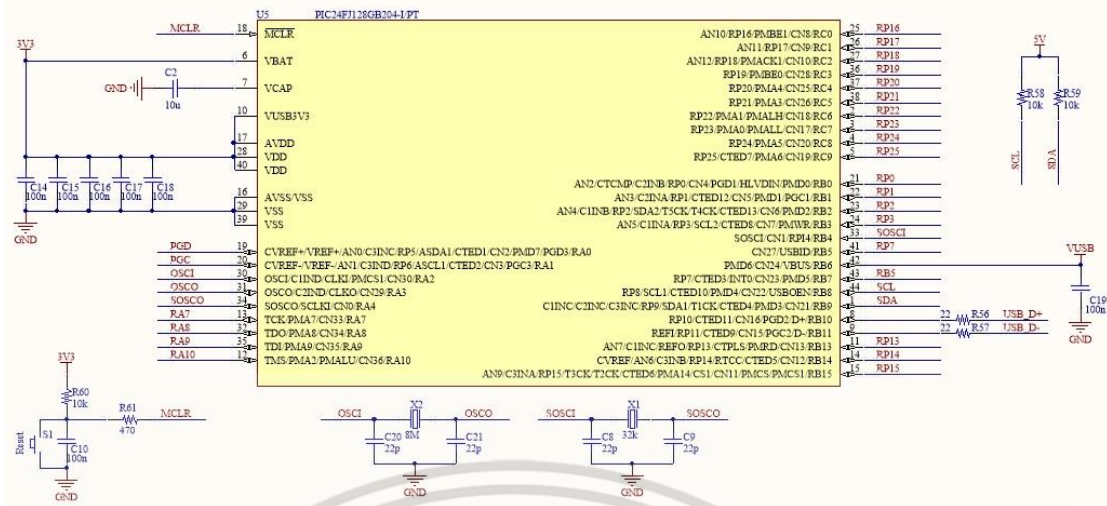 U5 PIC24FJ128GB204-I/PT
MCLR 18 MCLR
3V3
6 VBAT
GND C2 10u 7 VCAP
10 VUSB3V3
17 AVDD
28 VDD
40 VDD
C14 100n C15 100n C16 100n C17 100n C18 100n
16 AVSS/VSS
29 VSS
39 VSS
GND
PGD 19 CVREF+/VREF+/AN0/C3INC/RP5/ASDA1/CTED1/CN2/PMD7/PGD3/RA0
PGC 20 CVREF-/VREF-/AN1/C3IND/RP6/ASCL1/CTED2/CN3/PGC3/RA1
OSCI 30 OSCI/C1IND/CLKI/PMCS1/CN30/RA2
OSCO 31 OSCO/C2IND/CLKO/CN29/RA3
SOSCO 34 SOSCO/SCLKI/CN0/RA4
RA7 13 TCK/PMA7/CN33/RA7
RA8 32 TDO/PMA8/CN34/RA8
RA9 35 TDI/PMA9/CN35/RA9
RA10 12 TMS/PMA2/PMALU/CN36/RA10
AN10/RP16/PMBE1/CN8/RC0 25 RP16
AN11/RP17/CN9/RC1 26 RP17
AN12/RP18/PMACK1/CN10/RC2 27 RP18
RP19/PMBE0/CN28/RC3 36 RP19
RP20/PMA4/CN25/RC4 37 RP20
RP21/PMA3/CN26/RC5 38 RP21
RP22/PMA1/PMALH/CN18/RC6 2 RP22
RP23/PMA0/PMALL/CN17/RC7 3 RP23
RP24/PMA5/CN20/RC8 4 RP24
RP25/CTED7/PMA6/CN19/RC9 5 RP25
AN2/CTCMP/C2INB/RP0/CN4/PGD1/HLVDIN/PMD0/RB0 21 RP0
AN3/C2INA/RP1/CTED12/CN5/PMD1/PGC1/RB1 22 RP1
AN4/C1INB/RP2/SDA2/T5CK/T4CK/CTED13/CN6/PMD2/RB2 23 RP2
AN5/C1INA/RP3/SCL2/CTED8/CN7/PMWR/RB3 24 RP3
SOSCI/CN1/RPI4/RB4 33 SOSCI
CN27/USBID/RB5 41 RP7
PMD6/CN24/VBUS/RB6 42
RP7/CTED3/INT0/CN23/PMD5/RB7 43 RB5
RP8/SCL1/CTED10/PMD4/CN22/USBOEN/RB8 44 SCL
C1INC/C2INC/C3INC/RP9/SDA1/T1CK/CTED4/PMD3/CN21/RB9 1 SDA
RP10/CTED11/CN16/PGD2/D+/RB10 8 22 R56 USB_D+
REFI/RP11/CTED9/CN15/PGC2/D-/RB11 9 22 R57 USB_D-
AN7/C1INC/REFO/RP13/CTPLS/PMRD/CN13/RB13 11 RP13
CVREF/AN6/C3INB/RP14/RTCC/CTED5/CN12/RB14 14 RP14
AN9/C3INA/RP15/T3CK/T2CK/CTED6/PMA14/CS1/CN11/PMCS/PMCS1/RB15 15 RP15
5V
R58 10k R59 10k
SCL SDA
VUSB
C19 100n
GND
3V3
R60 10k
R61 470 MCLR
Reset S1 C10 100n
GND
OSCI X2 8M OSCO
C20 22p C21 22p
GND
SOSCI X1 32k SOSCO
C8 22p C9 22p
GND